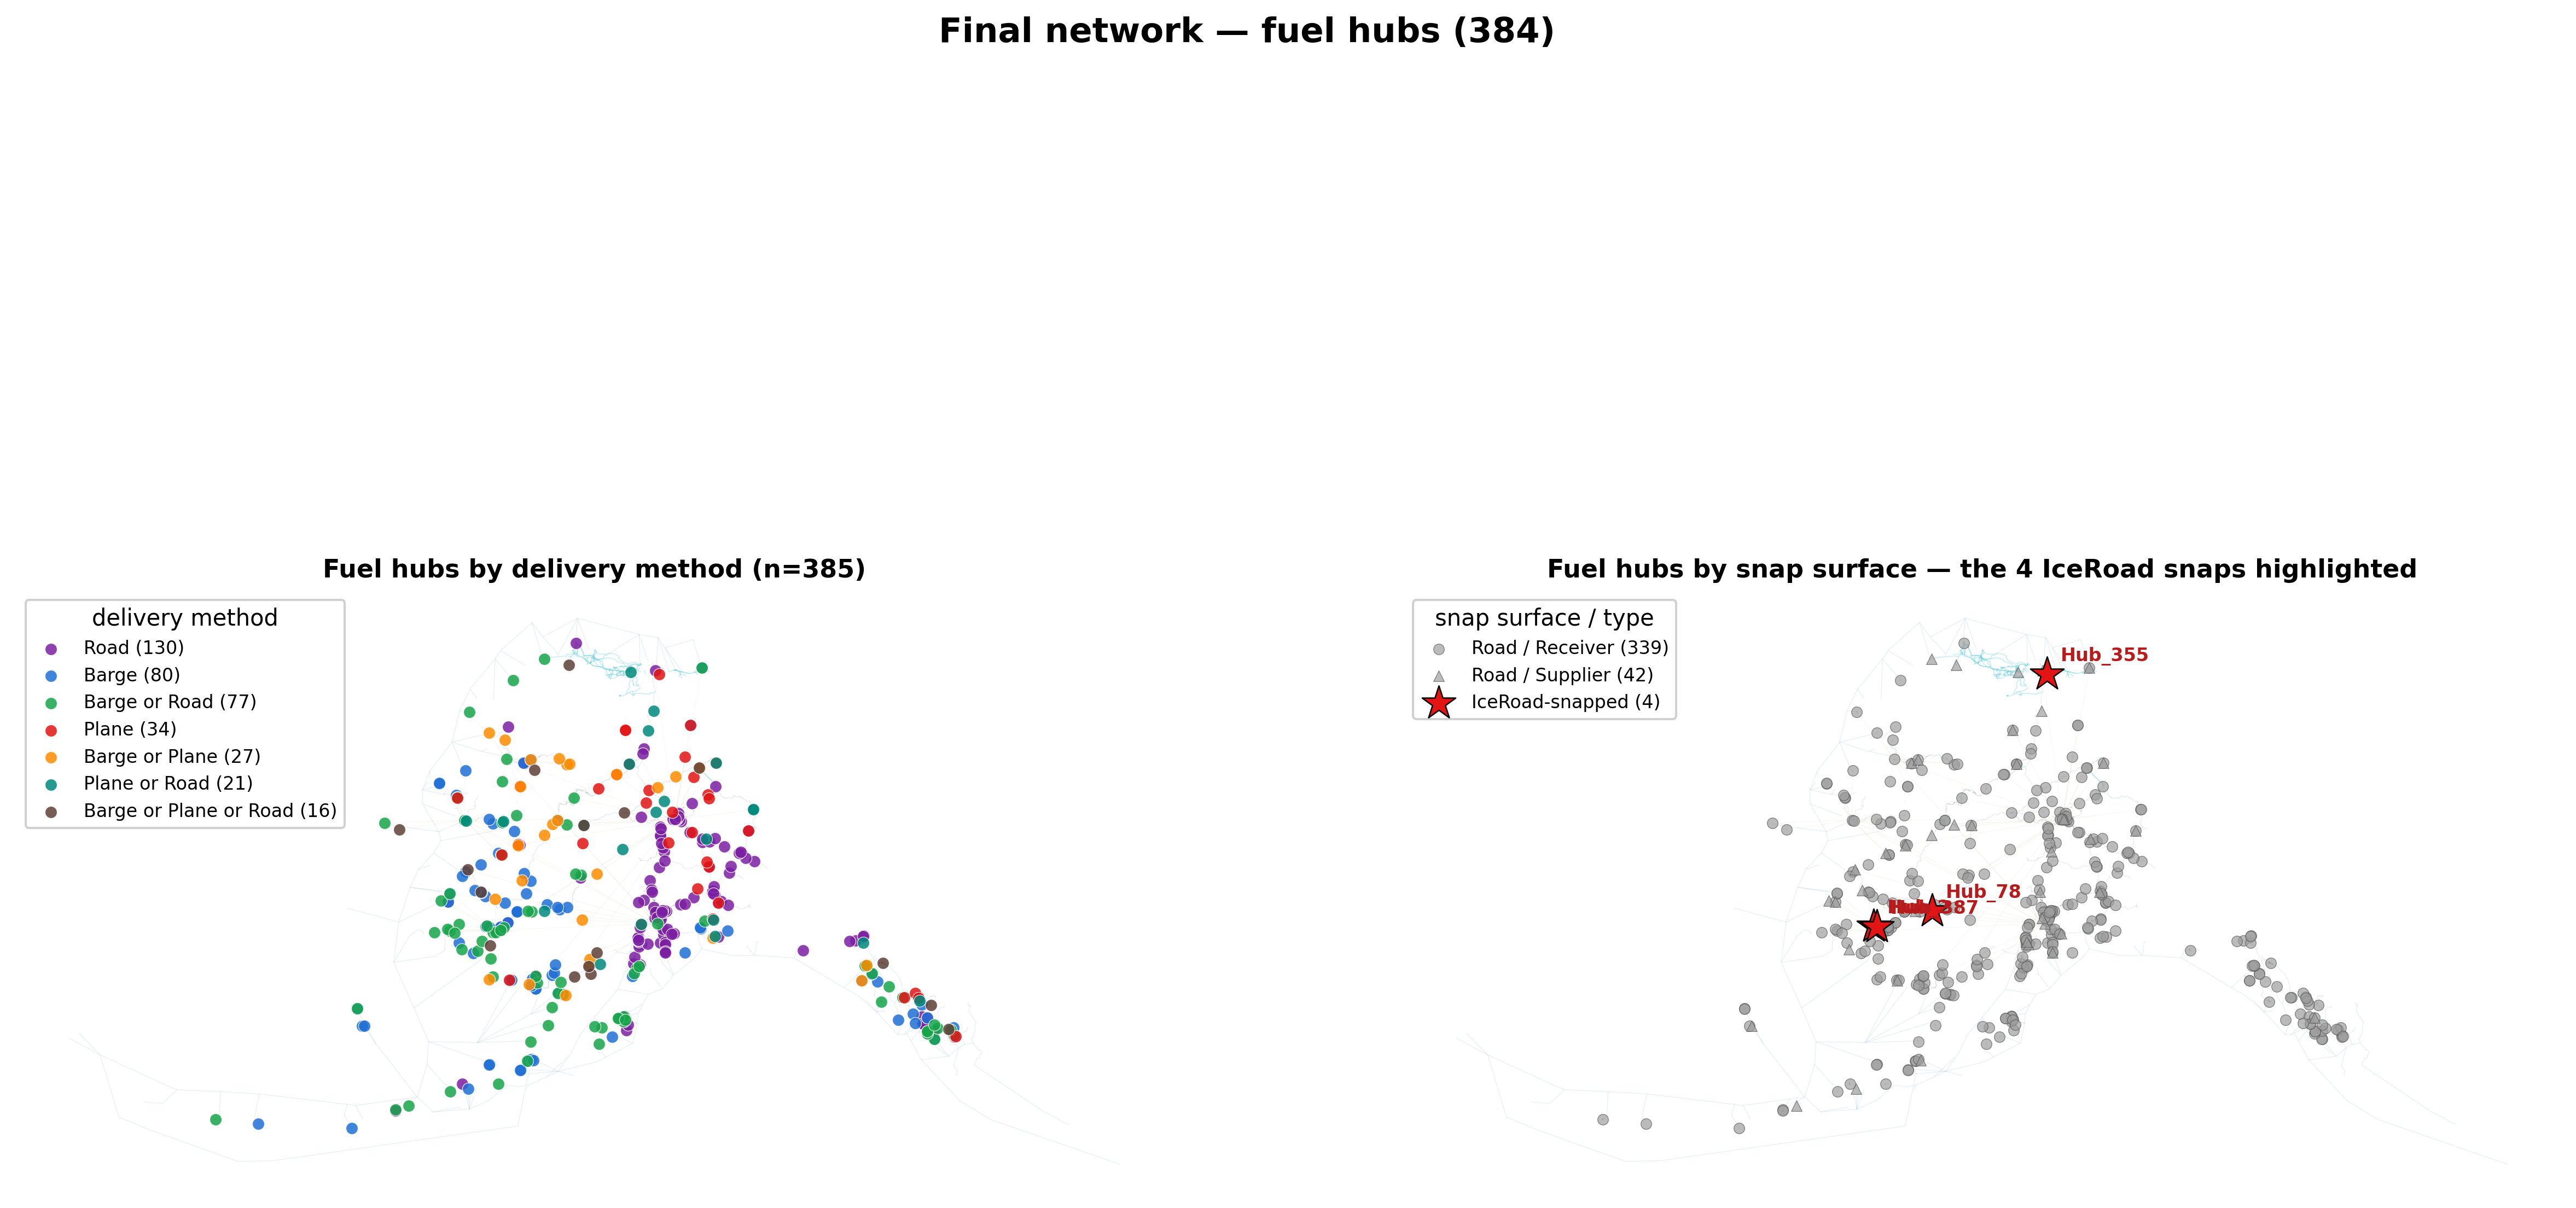 Final network — fuel hubs (384)
Fuel hubs by delivery method (n=385)
delivery method
Road (130)
Barge (80)
Barge or Road (77)
Plane (34)
Barge or Plane (27)
Plane or Road (21)
Barge or Plane or Road (16)
Fuel hubs by snap surface — the 4 IceRoad snaps highlighted
snap surface / type
Road / Receiver (339)
Road / Supplier (42)
IceRoad-snapped (4)
Hub_355
Hub_78